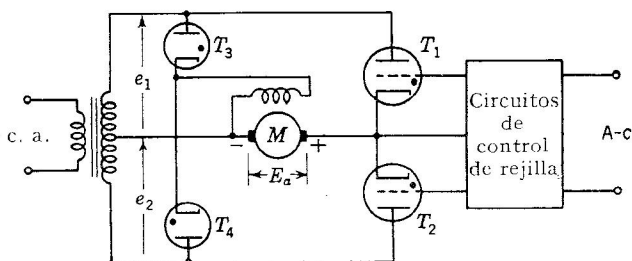 T3
T1
e1
c. a.
M
- +
Ea
Circuitos
de
control
de rejilla
A-c
e2
T4
T2